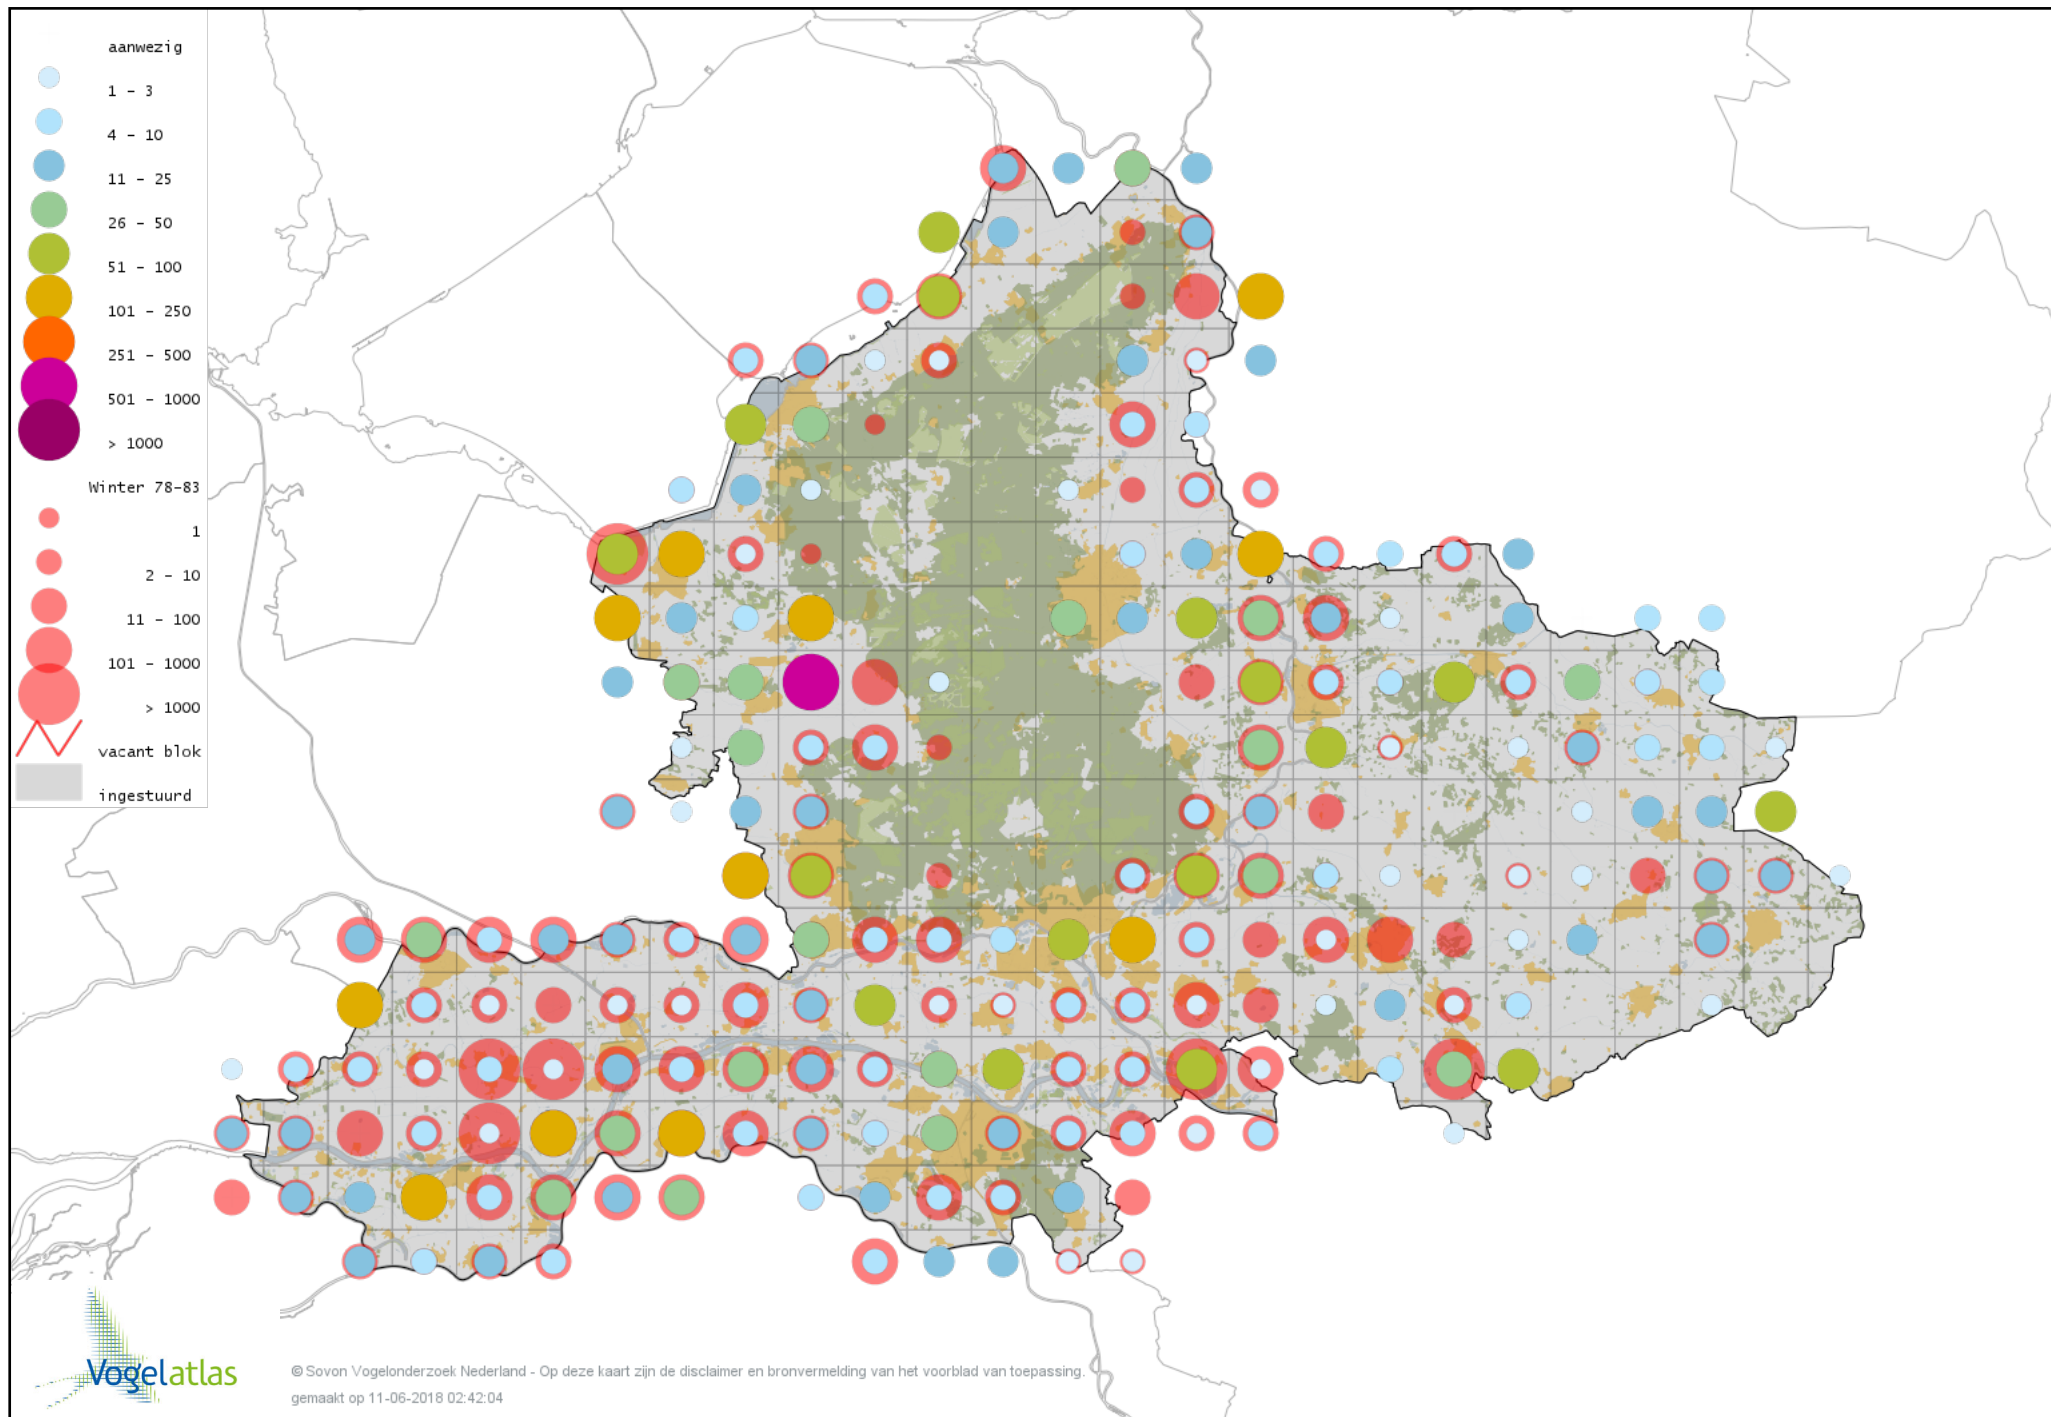 aanwezig
1 - 3
4 - 10
11 - 25
26 - 50
51 - 100
101 - 250
251 - 500
501 - 1000
> 1000
Winter 78-83
1
2 - 10
11 - 100
101 - 1000
> 1000
vacant blok
ingestuurd
Vogelatlas
© Sovon Vogelonderzoek Nederland - Op deze kaart zijn de disclaimer en bronvermelding van het voorblad van toepassing.
gemaakt op 11-06-2018 02:42:04